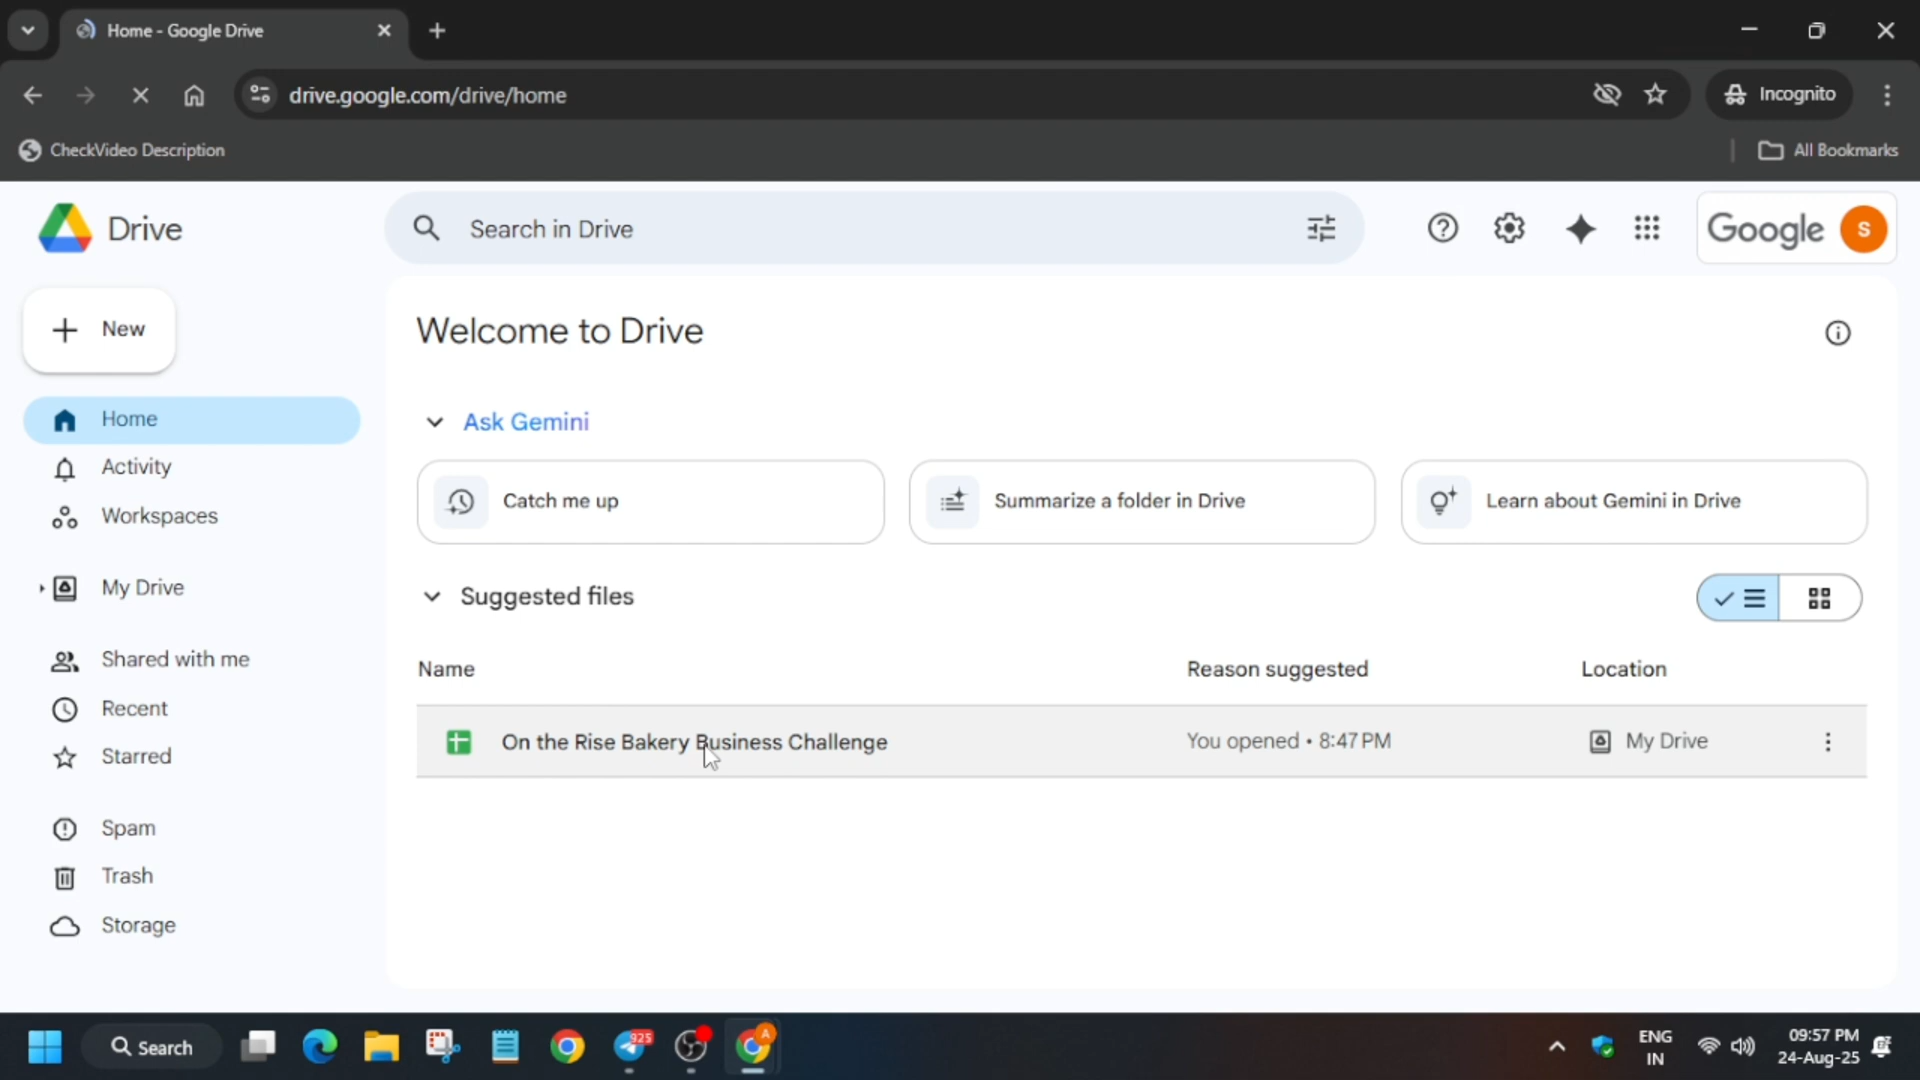 Home - Google Drive
drive.google.com/drive/home
Incognito
CheckVideo Description
All Bookmarks
Drive
Search in Drive
Google
S
New
Welcome to Drive
Home
Ask Gemini
Activity
Catch me up
Summarize a folder in Drive
Learn about Gemini in Drive
Workspaces
My Drive
Suggested files
Shared with me
Name
Reason suggested
Location
Recent
On the Rise Bakery Business Challenge
You opened • 8:47 PM
My Drive
Starred
Spam
Trash
Storage
Search
925
A
ENG
IN
09:57 PM
24-Aug-25